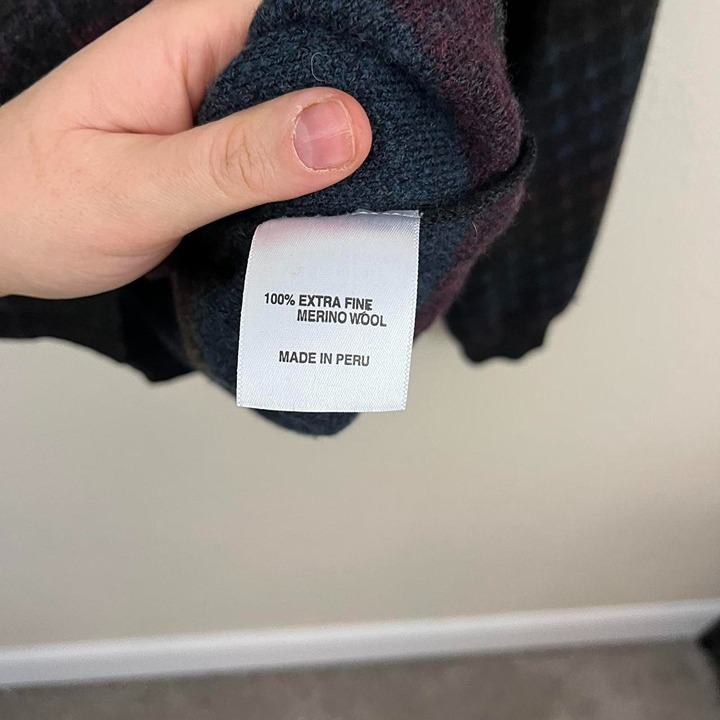 100% EXTRA FINE
MERINO WOOL
MADE IN PERU